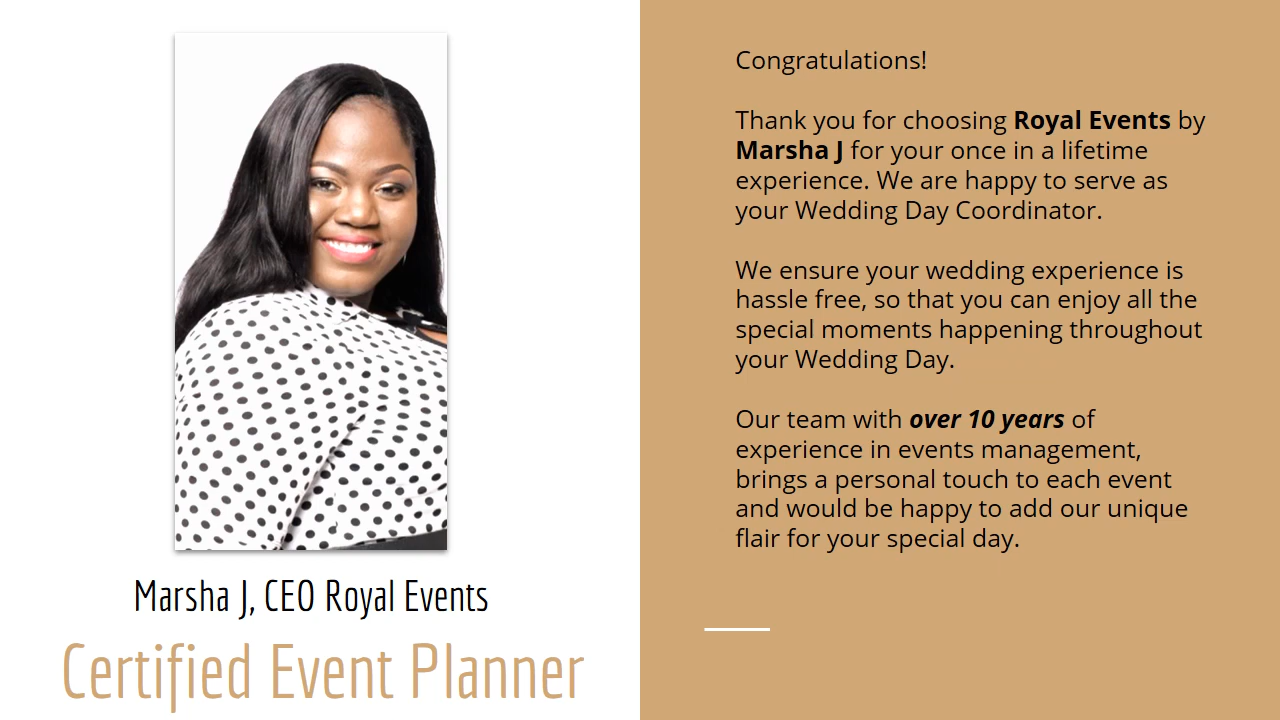 Marsha J, CEO Royal Events
Certified Event Planner
Congratulations!
Thank you for choosing Royal Events by
Marsha J for your once in a lifetime
experience. We are happy to serve as
your Wedding Day Coordinator.
We ensure your wedding experience is
hassle free, so that you can enjoy all the
special moments happening throughout
your Wedding Day.
Our team with over 10 years of
experience in events management,
brings a personal touch to each event
and would be happy to add our unique
flair for your special day.